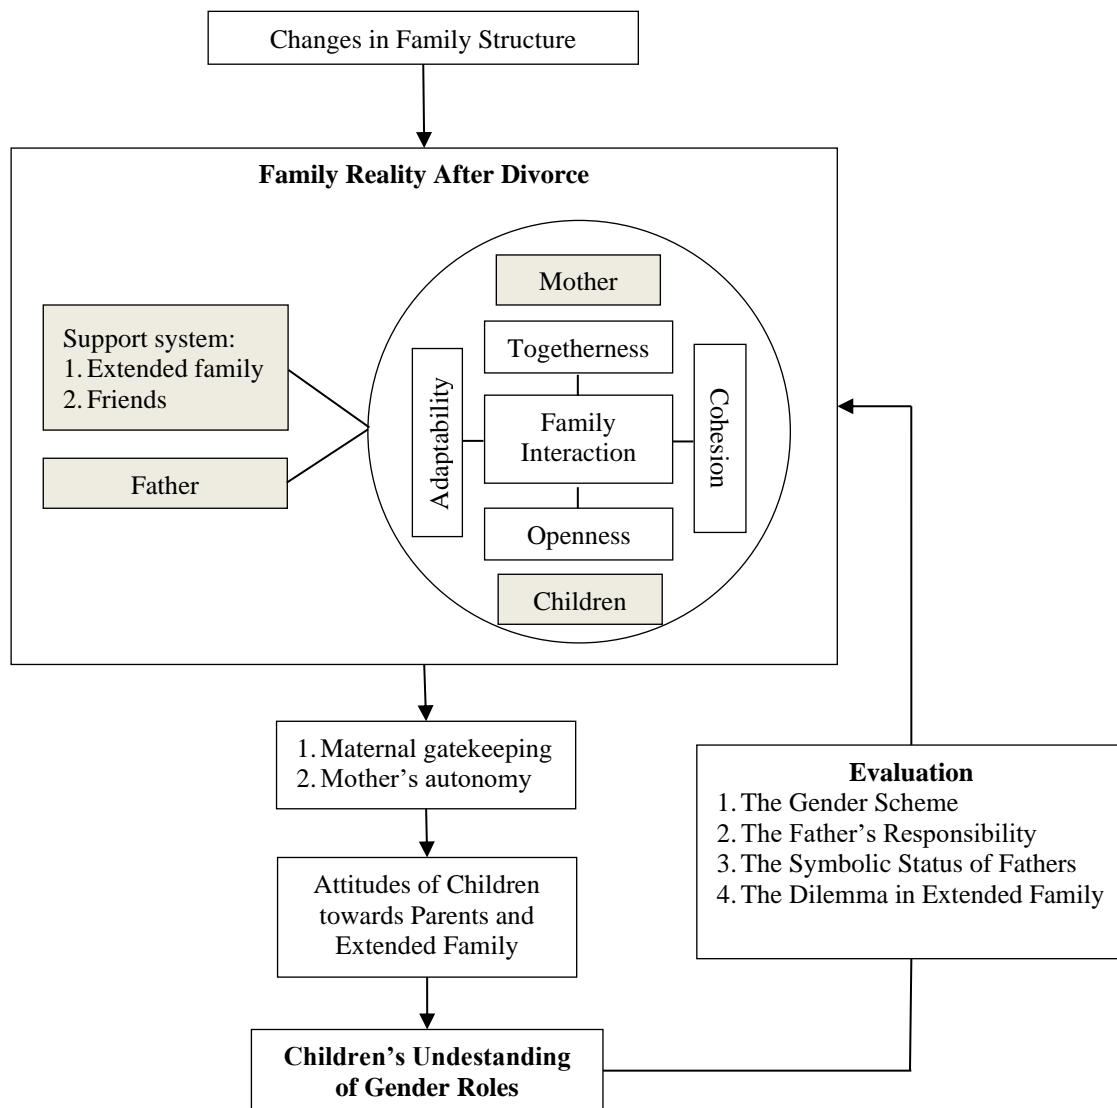 Changes in Family Structure
Family Reality After Divorce
Mother
Support system:
1. Extended family
2. Friends
Togetherness
Adaptability
Family
Interaction
Cohesion
Father
Openness
Children
1. Maternal gatekeeping
2. Mother's autonomy
Evaluation
1. The Gender Scheme
2. The Father's Responsibility
3. The Symbolic Status of Fathers
4. The Dilemma in Extended Family
Attitudes of Children
towards Parents and
Extended Family
Children's Undestanding
of Gender Roles